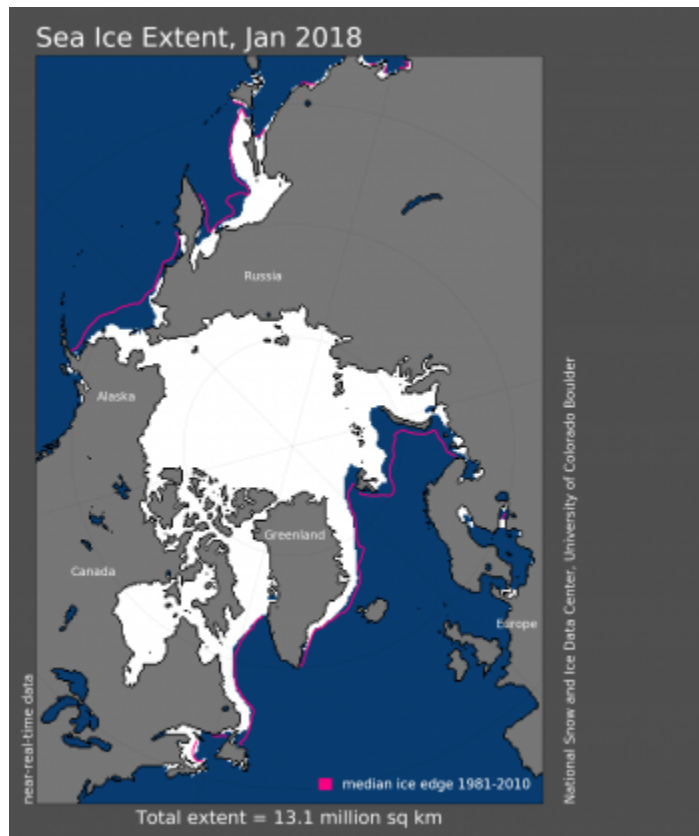 Sea Ice Extent, Jan 2018
Russia
Alaska
Greenland
Canada
Europe
near-real-time data
National Snow and Ice Data Center, University of Colorado Boulder
median ice edge 1981-2010
Total extent = 13.1 million sq km